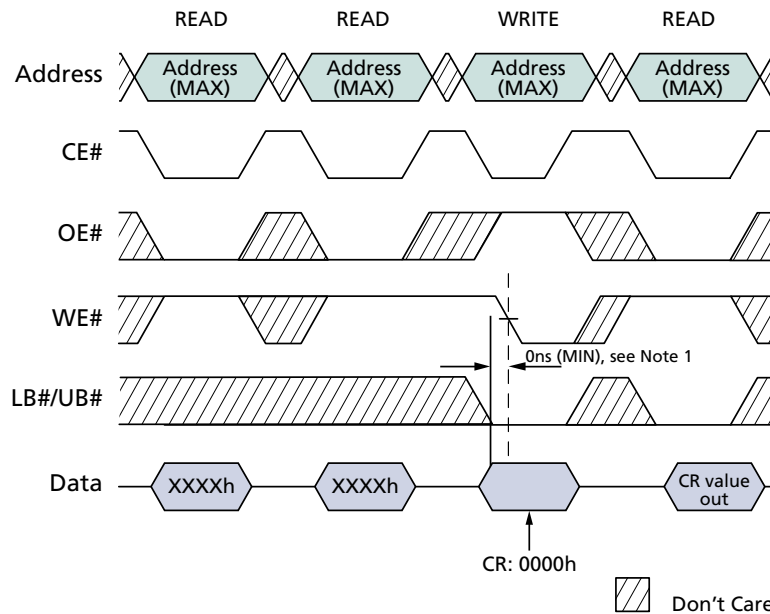 READ READ WRITE READ
Address
Address (MAX)
Address (MAX)
Address (MAX)
Address (MAX)
CE#
OE#
WE#
0ns (MIN), see Note 1
LB#/UB#
Data
XXXXh
XXXXh
CR value out
CR: 0000h
Don't Care